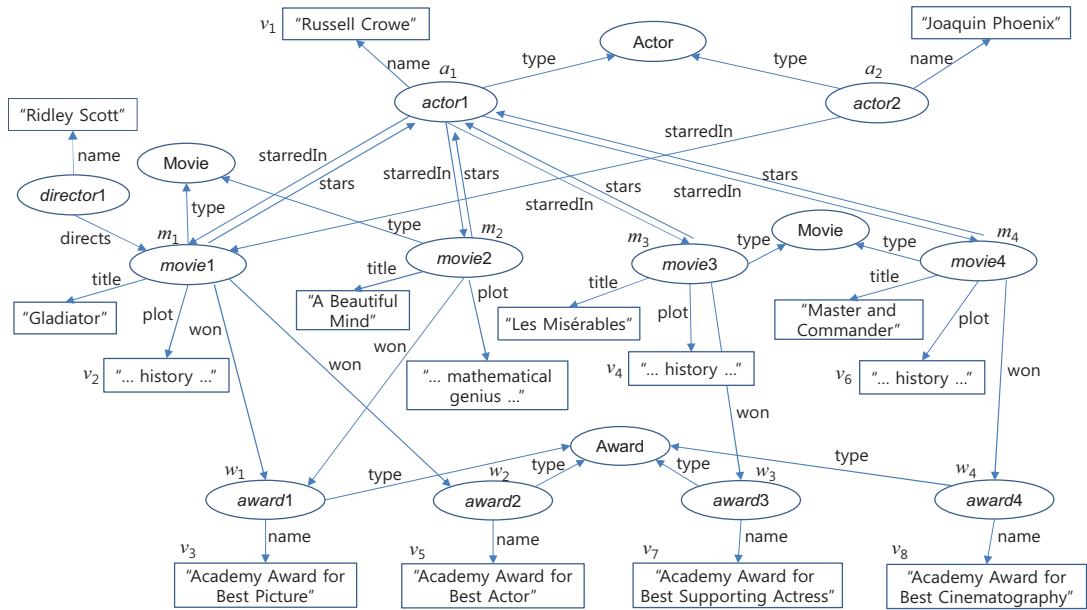 v1
"Russell Crowe"
Actor
"Joaquin Phoenix"
name
a1
type
type
a2
name
actor1
actor2
"Ridley Scott"
name
Movie
starredIn
stars
starredIn
stars
starredIn
stars
starredIn
starredIn
director1
type
directs
m1
type
m2
m3
type
Movie
type
m4
movie1
movie2
movie3
movie4
title
title
title
title
"Gladiator"
plot
won
"A Beautiful
Mind"
plot
"Les Misérables"
plot
"Master and
Commander"
plot
won
won
won
won
v2
"... history ..."
"... mathematical
genius ..."
v4
"... history ..."
v6
"... history ..."
Award
w1
type
w2
type
type
w3
type
w4
award1
award2
award3
award4
v3
name
v5
name
v7
name
name
v8
"Academy Award for
Best Picture"
"Academy Award for
Best Actor"
"Academy Award for
Best Supporting Actress"
"Academy Award for
Best Cinematography"